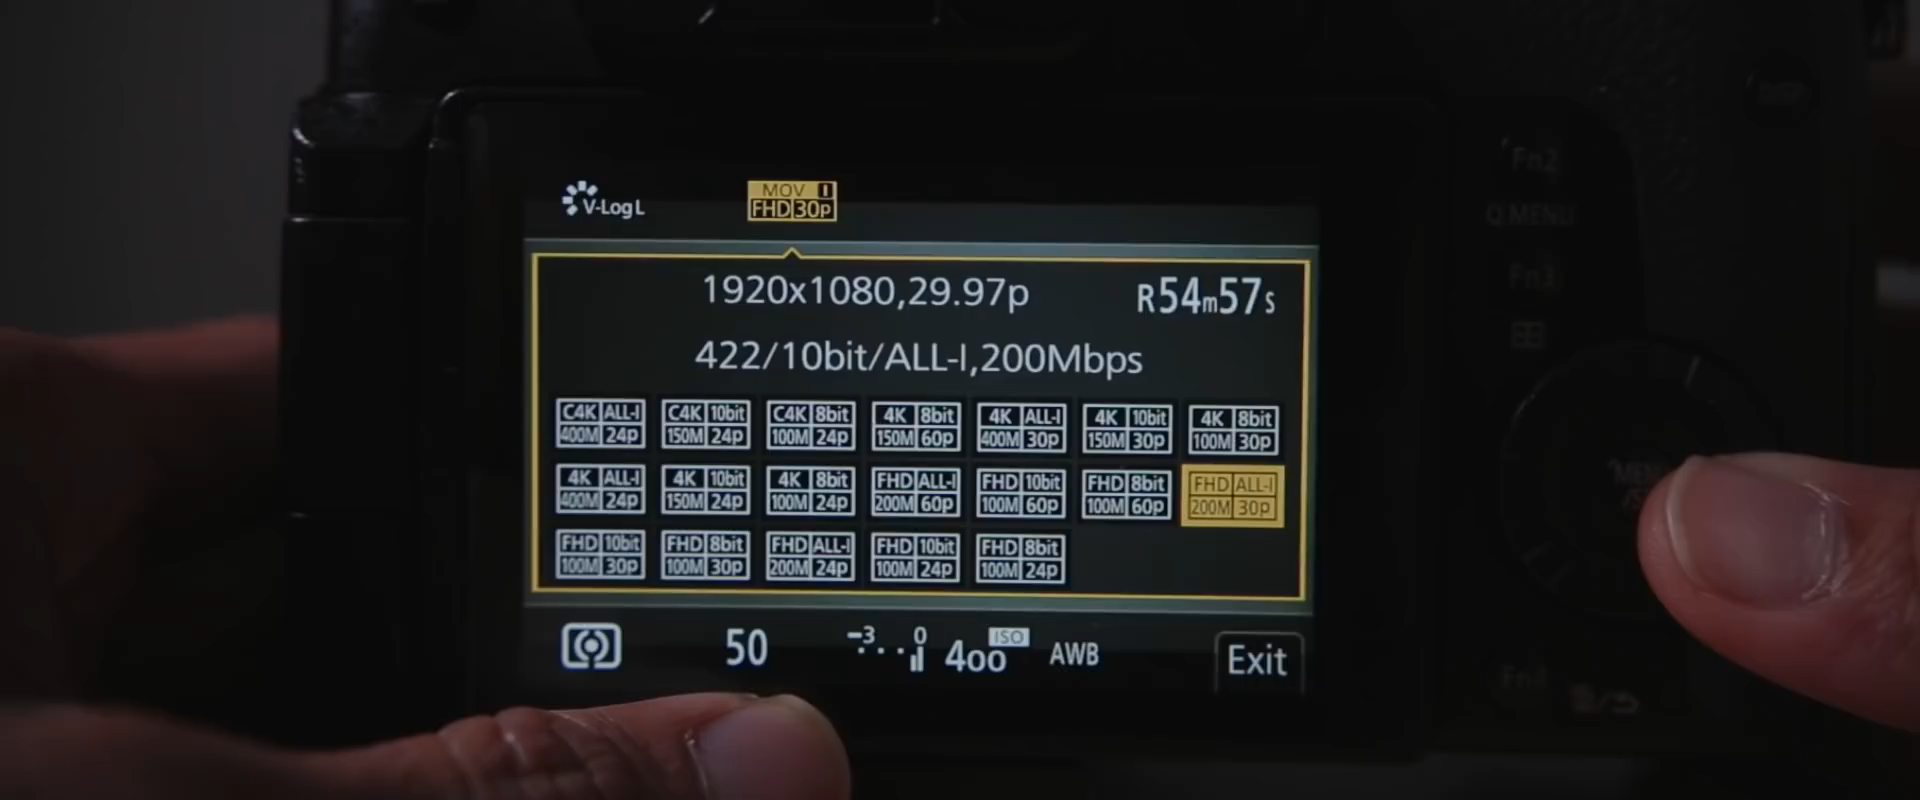 V-Log L
MOV I
FHD 30p
1920x1080,29.97p R54m57s
422/10bit/ALL-I,200Mbps
C4K ALL-I C4K 10bit C4K 8bit 4K 8bit 4K ALL-I 4K 10bit 4K 8bit
400M 24p 150M 24p 100M 24p 150M 60p 400M 30p 150M 30p 100M 30p
4K ALL-I 4K 10bit 4K 8bit FHD ALL-I FHD 10bit FHD 8bit FHD ALL-I
400M 24p 150M 24p 100M 24p 200M 60p 100M 60p 100M 60p 200M 30p
FHD 10bit FHD 8bit FHD ALL-I FHD 10bit FHD 8bit
100M 30p 100M 30p 200M 24p 100M 24p 100M 24p
50 -3 0 400 ISO AWB Exit
Fn2
Q.MENU
Fn3
MENU
Fn4